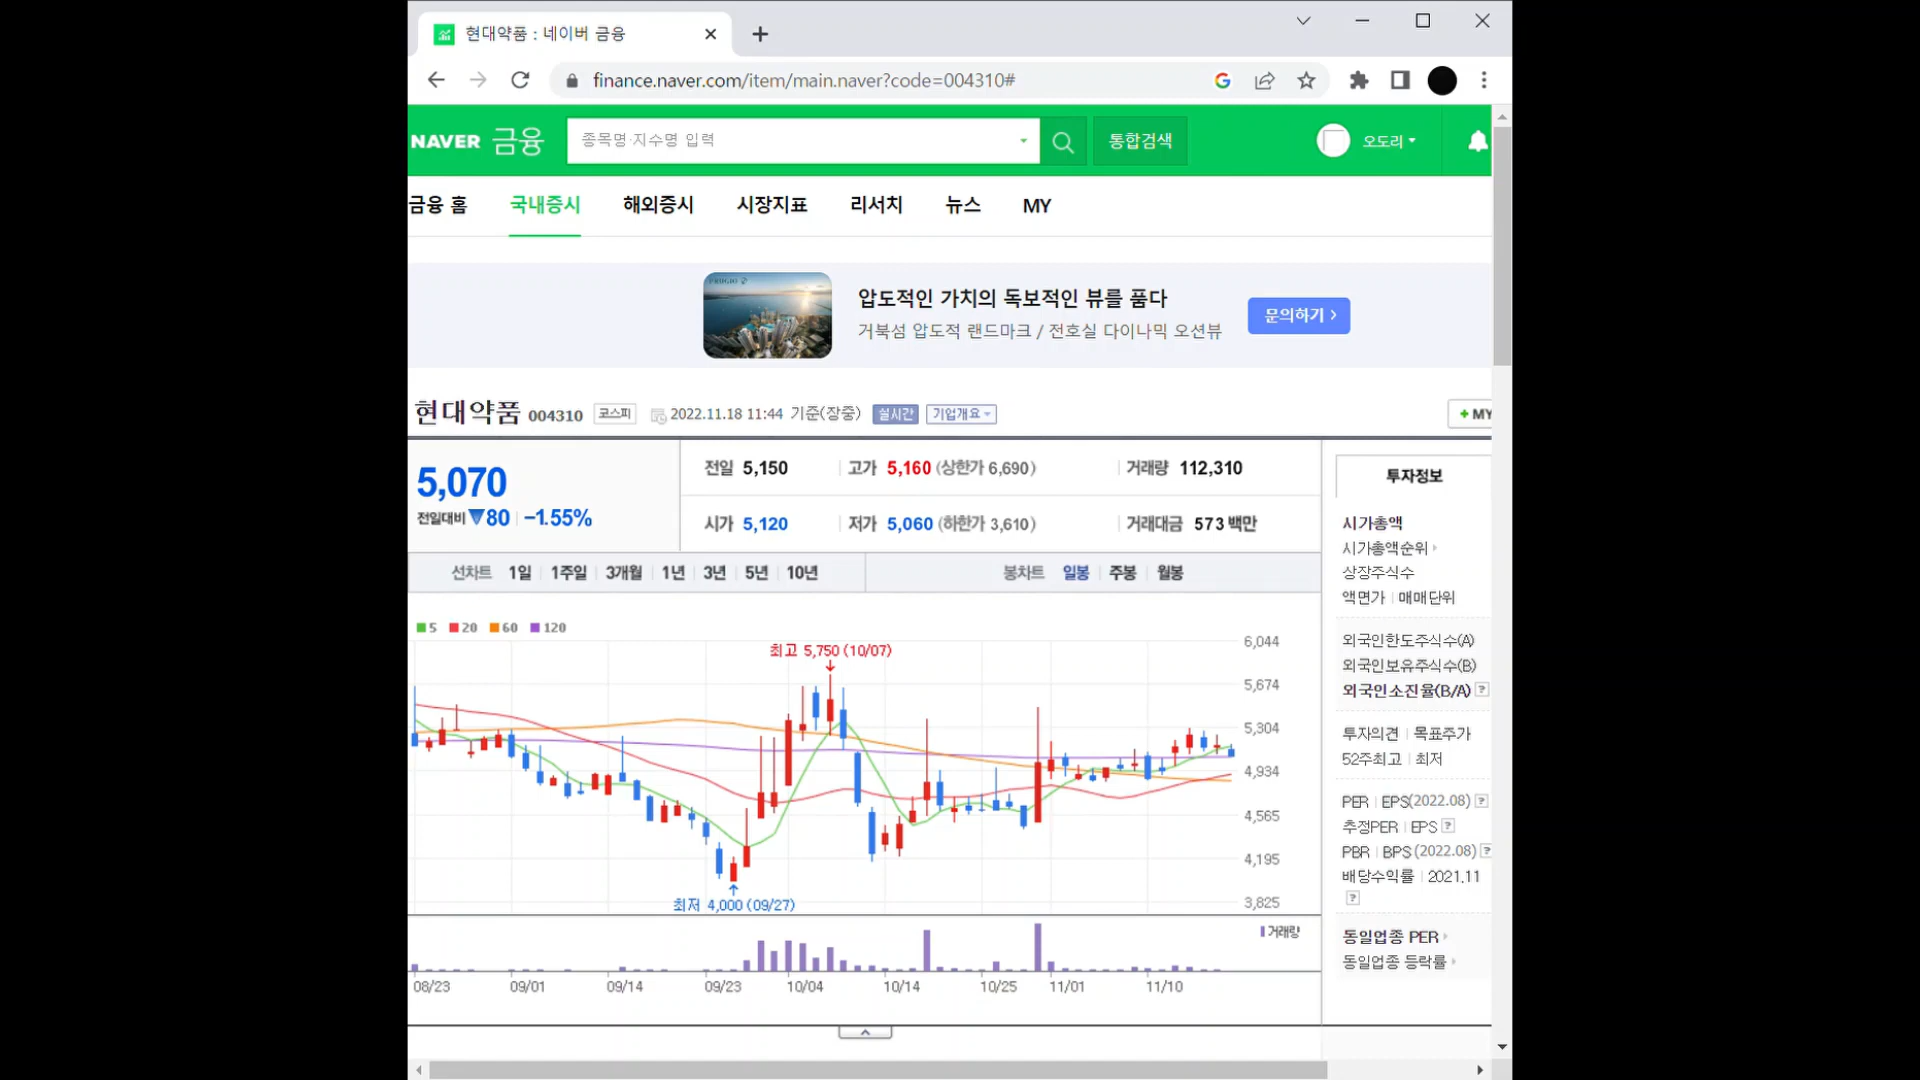 현대약품 : 네이버 금융
finance.naver.com/item/main.naver?code=004310#
NAVER 금융
종목명·지수명 입력
통합검색
오도리
금융 홈 국내증시 해외증시 시장지표 리서치 뉴스 MY
압도적인 가치의 독보적인 뷰를 품다
거북섬 압도적 랜드마크 / 전호실 다이나믹 오션뷰
문의하기 >
현대약품 004310 코스피 2022.11.18 11:44 기준(장중) 실시간 기업개요
+ MY
5,070
전일대비 ▼80 -1.55%
전일 5,150 고가 5,160 (상한가 6,690) 거래량 112,310
시가 5,120 저가 5,060 (하한가 3,610) 거래대금 573 백만
선차트 1일 1주일 3개월 1년 3년 5년 10년
봉차트 일봉 주봉 월봉
5 20 60 120
최고 5,750 (10/07)
최저 4,000 (09/27)
6,044
5,674
5,304
4,934
4,565
4,195
3,825
거래량
08/23 09/01 09/14 09/23 10/04 10/14 10/25 11/01 11/10
투자정보
시가총액
시가총액순위
상장주식수
액면가 매매단위
외국인한도주식수(A)
외국인보유주식수(B)
외국인소진율(B/A) ?
투자의견 목표주가
52주최고 최저
PER EPS(2022.08) ?
추정PER EPS ?
PBR BPS(2022.08) ?
배당수익률 2021.11
?
동일업종 PER
동일업종 등락률